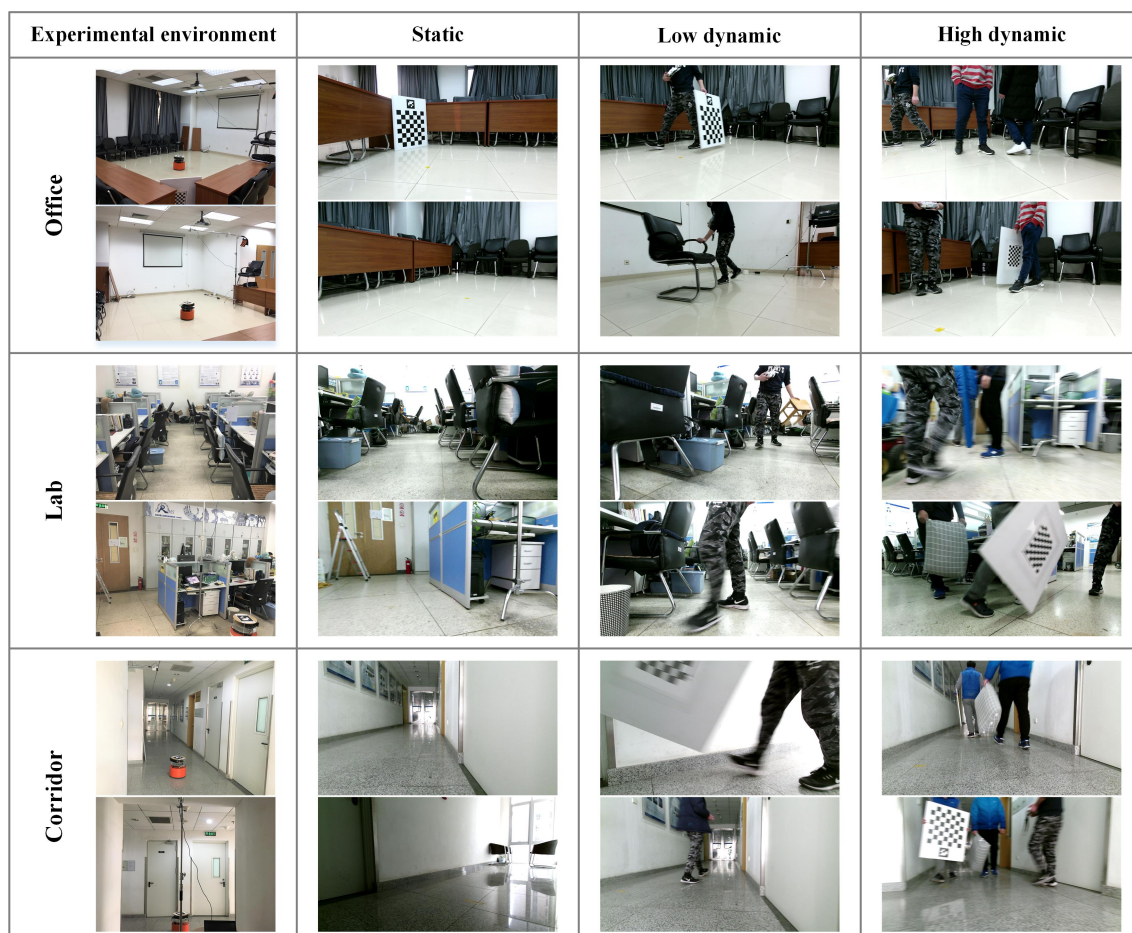 Experimental environment
Static
Low dynamic
High dynamic
Office
Lab
Corridor